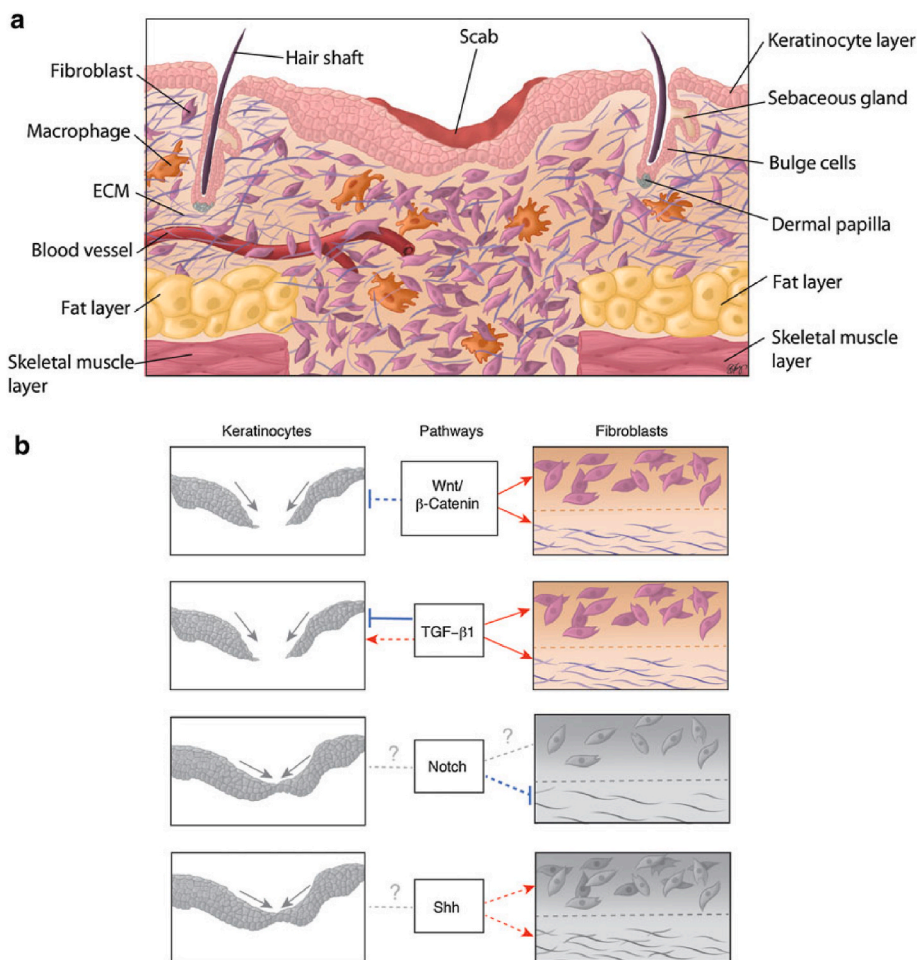 a
Hair shaft
Scab
Keratinocyte layer
Fibroblast
Sebaceous gland
Macrophage
Bulge cells
ECM
Dermal papilla
Blood vessel
Fat layer
Fat layer
Skeletal muscle
layer
Skeletal muscle
layer
b
Keratinocytes
Pathways
Fibroblasts
Wnt/
β-Catenin
TGF–β1
?
Notch
?
?
Shh